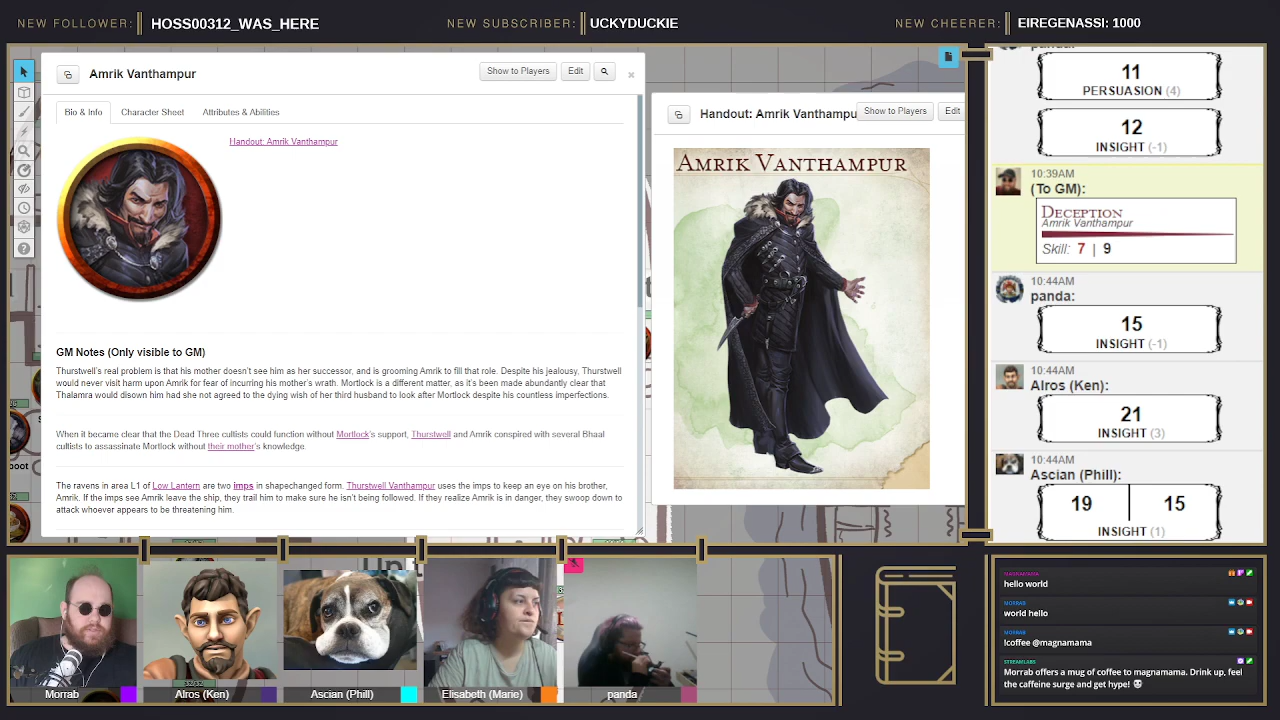 NEW FOLLOWER: HOSS00312_WAS_HERE
NEW SUBSCRIBER: UCKYDUCKIE
NEW CHEERER: EIREGENASSI: 1000
Amrik Vanthampur
Show to Players
Edit
Bio & Info
Character Sheet
Attributes & Abilities
Handout: Amrik Vanthampur
GM Notes (Only visible to GM)
Thurstwell's real problem is that his mother doesn't see him as her successor, and is grooming Amrik to fill that role. Despite his jealousy, Thurstwell
would never visit harm upon Amrik for fear of incurring his mother's wrath. Mortlock is a different matter, as it's been made abundantly clear that
Thalamra would disown him had she not agreed to the dying wish of her third husband to look after Mortlock despite his countless imperfections.
When it became clear that the Dead Three cultists could function without Mortlock's support, Thurstwell and Amrik conspired with several Bhaal
cultists to assassinate Mortlock without their mother's knowledge.
The ravens in area L1 of Low Lantern are two imps in shapechanged form. Thurstwell Vanthampur uses the imps to keep an eye on his brother,
Amrik. If the imps see Amrik leave the ship, they trail him to make sure he isn't being followed. If they realize Amrik is in danger, they swoop down to
attack whoever appears to be threatening him.
Handout: Amrik Vanthampu
Show to Players
Edit
AMRIK VANTHAMPUR
panda:
11
PERSUASION (4)
12
INSIGHT (-1)
10:39AM
(To GM):
DECEPTION
Amrik Vanthampur
Skill: 7 | 9
10:44AM
panda:
15
INSIGHT (-1)
10:44AM
Alros (Ken):
21
INSIGHT (3)
10:44AM
Ascian (Phill):
19 15
INSIGHT (1)
Morrab
Alros (Ken)
Ascian (Phill)
Elisabeth (Marie)
panda
MAGNAMAMA
hello world
MORRAB
world hello
MORRAB
!coffee @magnamama
STREAMLABS
Morrab offers a mug of coffee to magnamama. Drink up, feel
the caffeine surge and get hype!